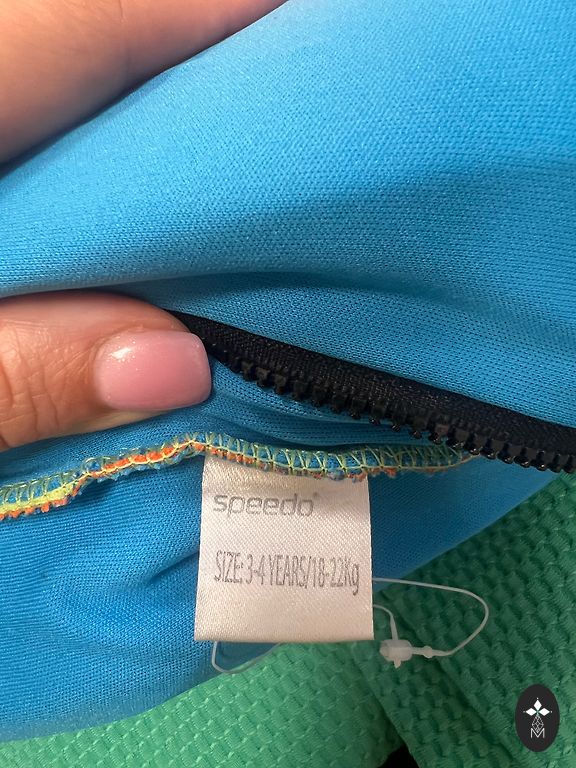 speedo
SIZE: 3-4 YEARS/18-22Kg
M